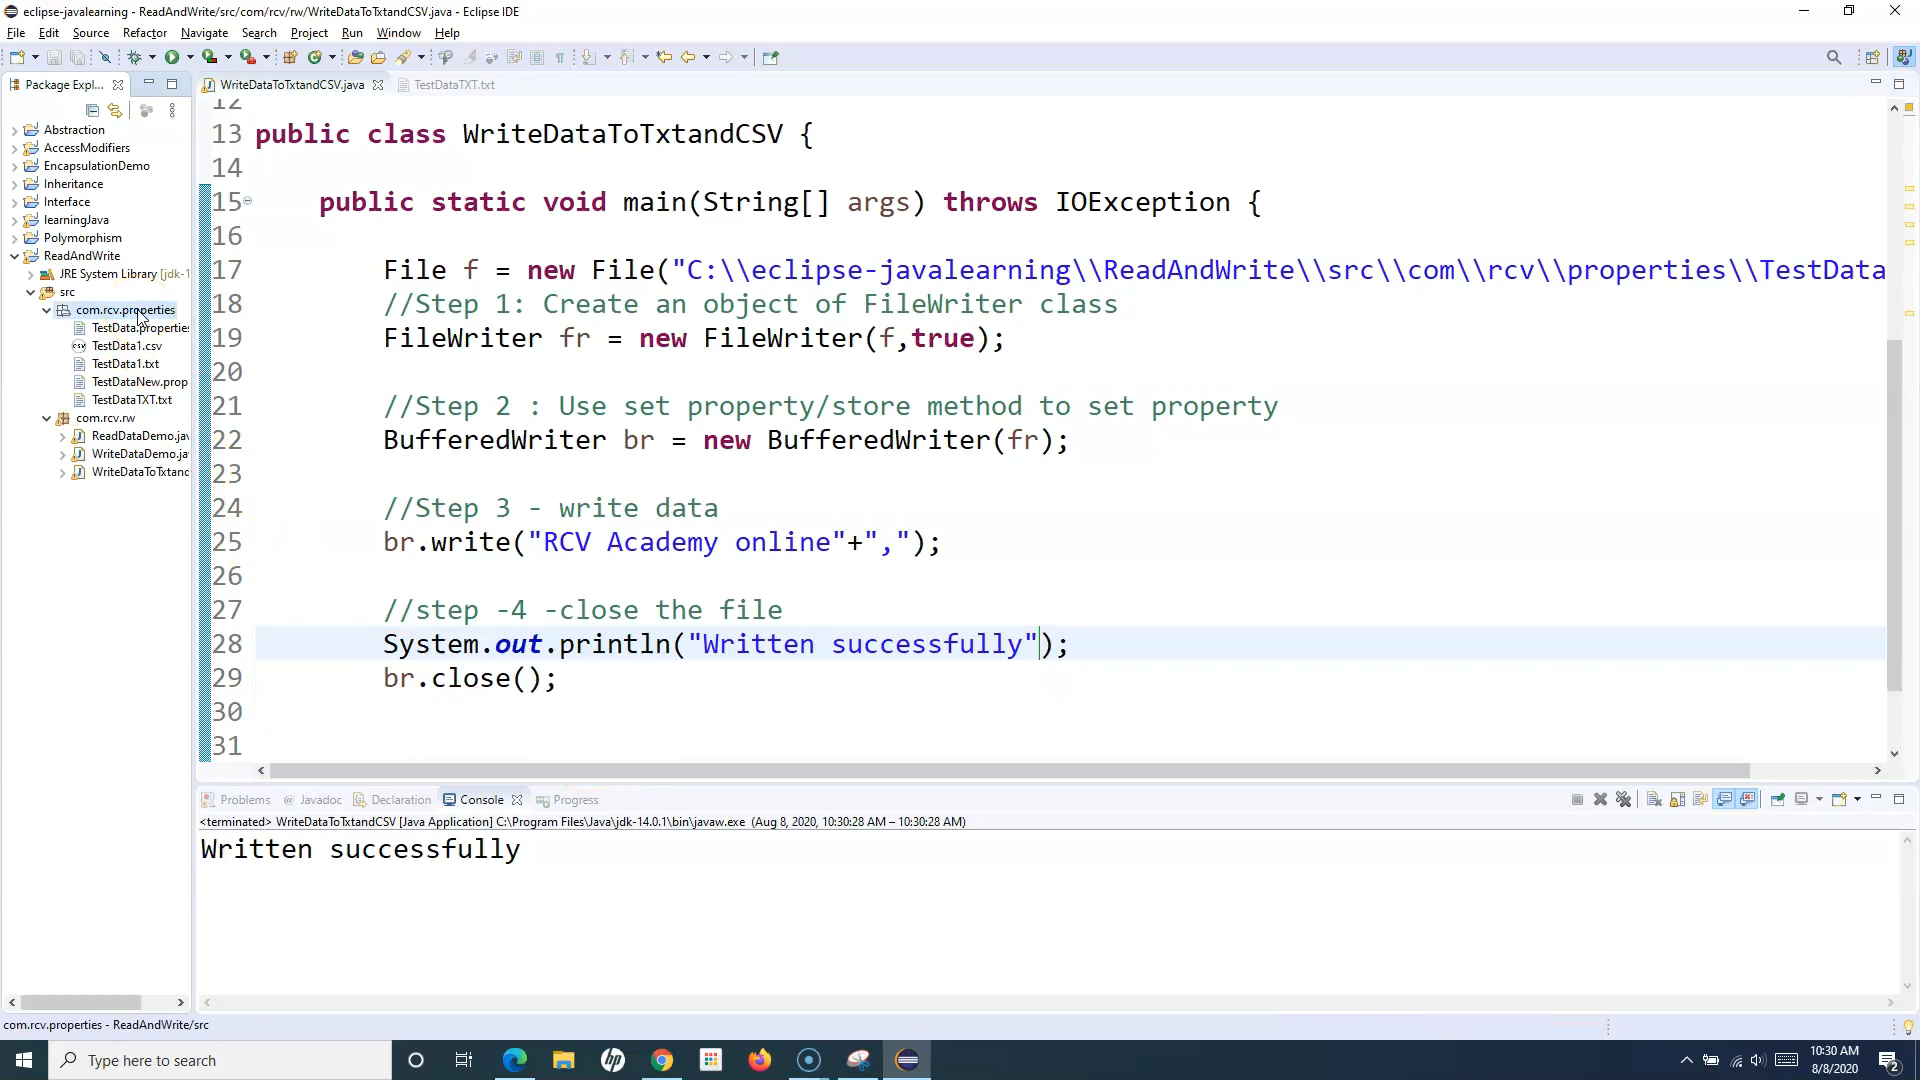 eclipse-javalearning - ReadAndWrite/src/com/rcv/rw/WriteDataToTxtandCSV.java - Eclipse IDE
File Edit Source Refactor Navigate Search Project Run Window Help
Package Expl...
WriteDataToTxtandCSV.java
TestDataTXT.txt
Abstraction
AccessModifiers
EncapsulationDemo
Inheritance
Interface
learningJava
Polymorphism
ReadAndWrite
JRE System Library [jdk-1
src
com.rcv.properties
TestData.properties
TestData1.csv
TestData1.txt
TestDataNew.prop
TestDataTXT.txt
com.rcv.rw
ReadDataDemo.jav
WriteDataDemo.ja
WriteDataToTxtand
12
13 public class WriteDataToTxtandCSV {
14
15 public static void main(String[] args) throws IOException {
16
17 File f = new File("C:\\eclipse-javalearning\\ReadAndWrite\\src\\com\\rcv\\properties\\TestData
18 //Step 1: Create an object of FileWriter class
19 FileWriter fr = new FileWriter(f,true);
20
21 //Step 2 : Use set property/store method to set property
22 BufferedWriter br = new BufferedWriter(fr);
23
24 //Step 3 - write data
25 br.write("RCV Academy online"+",");
26
27 //step -4 -close the file
28 System.out.println("Written successfully");
29 br.close();
30
31
Problems Javadoc Declaration Console Progress
<terminated> WriteDataToTxtandCSV [Java Application] C:\Program Files\Java\jdk-14.0.1\bin\javaw.exe (Aug 8, 2020, 10:30:28 AM – 10:30:28 AM)
Written successfully
com.rcv.properties - ReadAndWrite/src
Type here to search
10:30 AM
8/8/2020
2